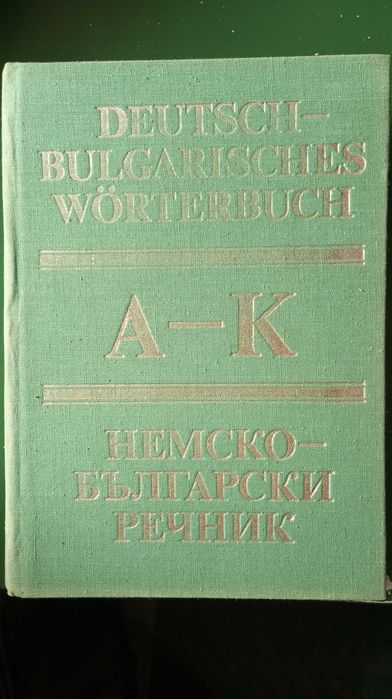 DEUTSCH–
BULGARISCHES
WÖRTERBUCH
A–K
НЕМСКО–
БЪЛГАРСКИ
РЕЧНИК